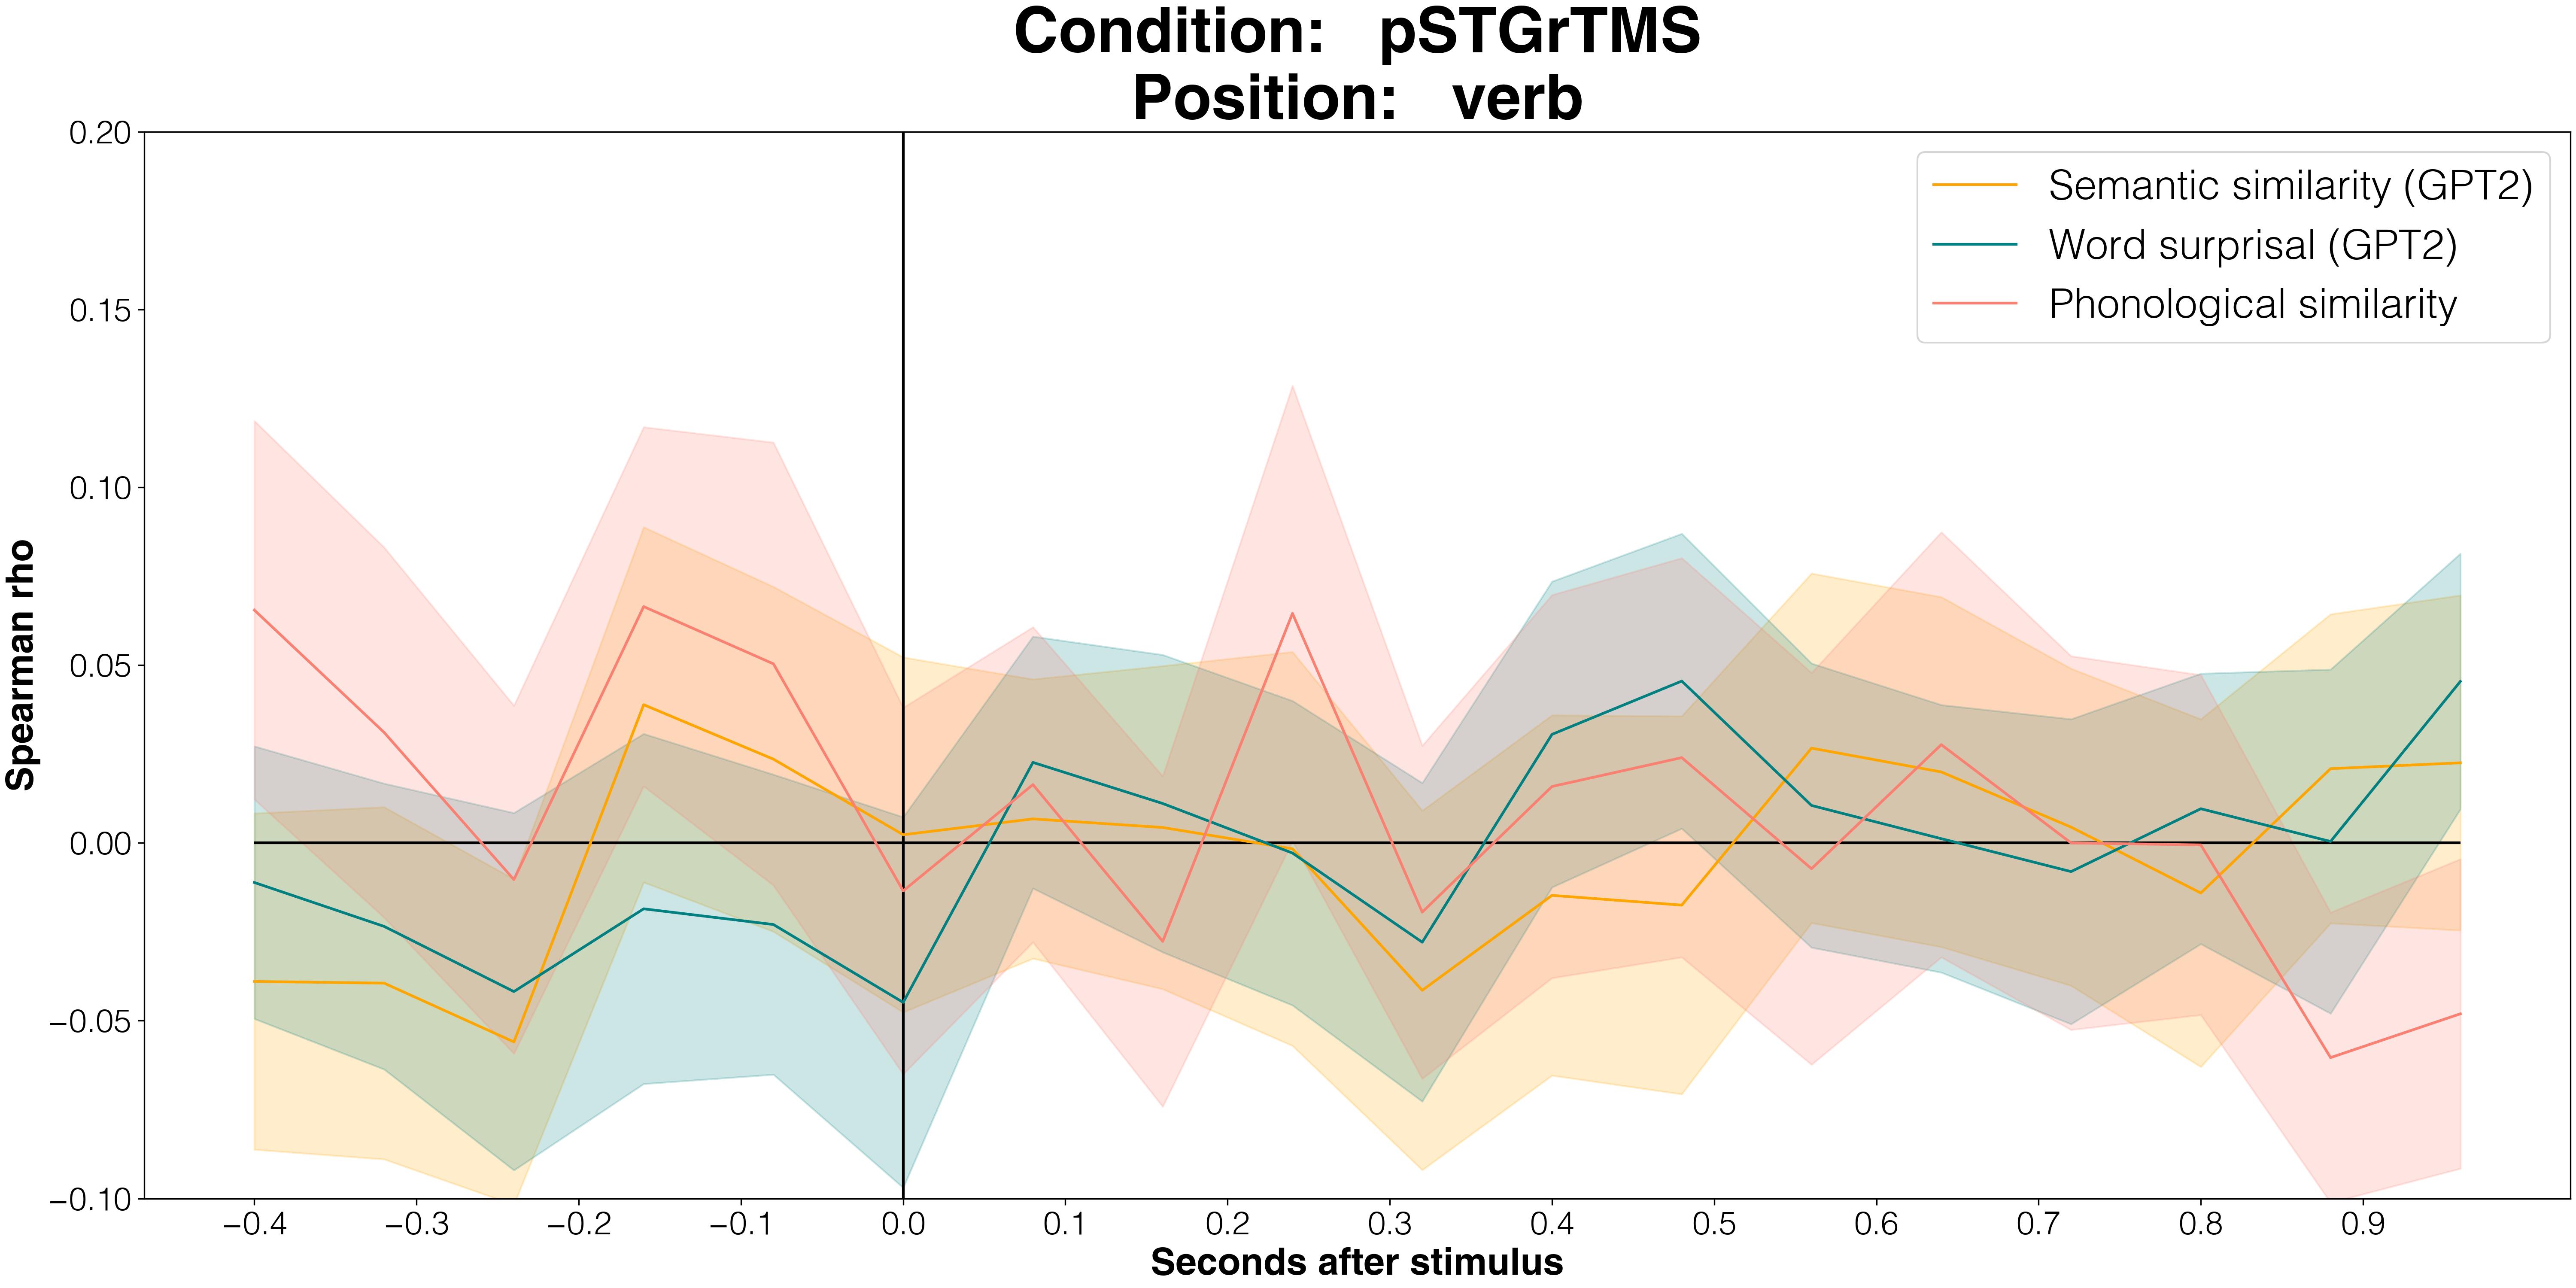 Condition: pSTGrTMS
Position: verb
0.20
0.15
0.10
0.05
0.00
−0.05
−0.10
Spearman rho
Semantic similarity (GPT2)
Word surprisal (GPT2)
Phonological similarity
−0.4 −0.3 −0.2 −0.1 0.0 0.1 0.2 0.3 0.4 0.5 0.6 0.7 0.8 0.9
Seconds after stimulus